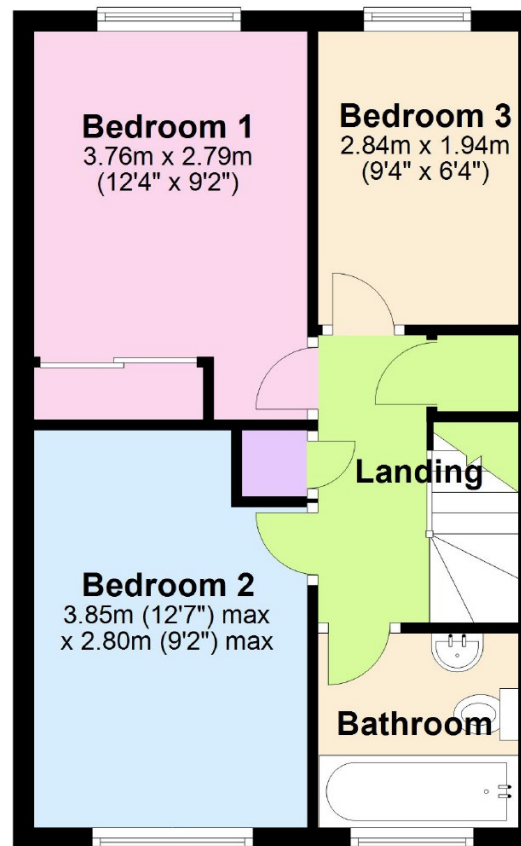 Bedroom 1
3.76m x 2.79m
(12'4" x 9'2")
Bedroom 3
2.84m x 1.94m
(9'4" x 6'4")
Landing
Bedroom 2
3.85m (12'7") max
x 2.80m (9'2") max
Bathroom